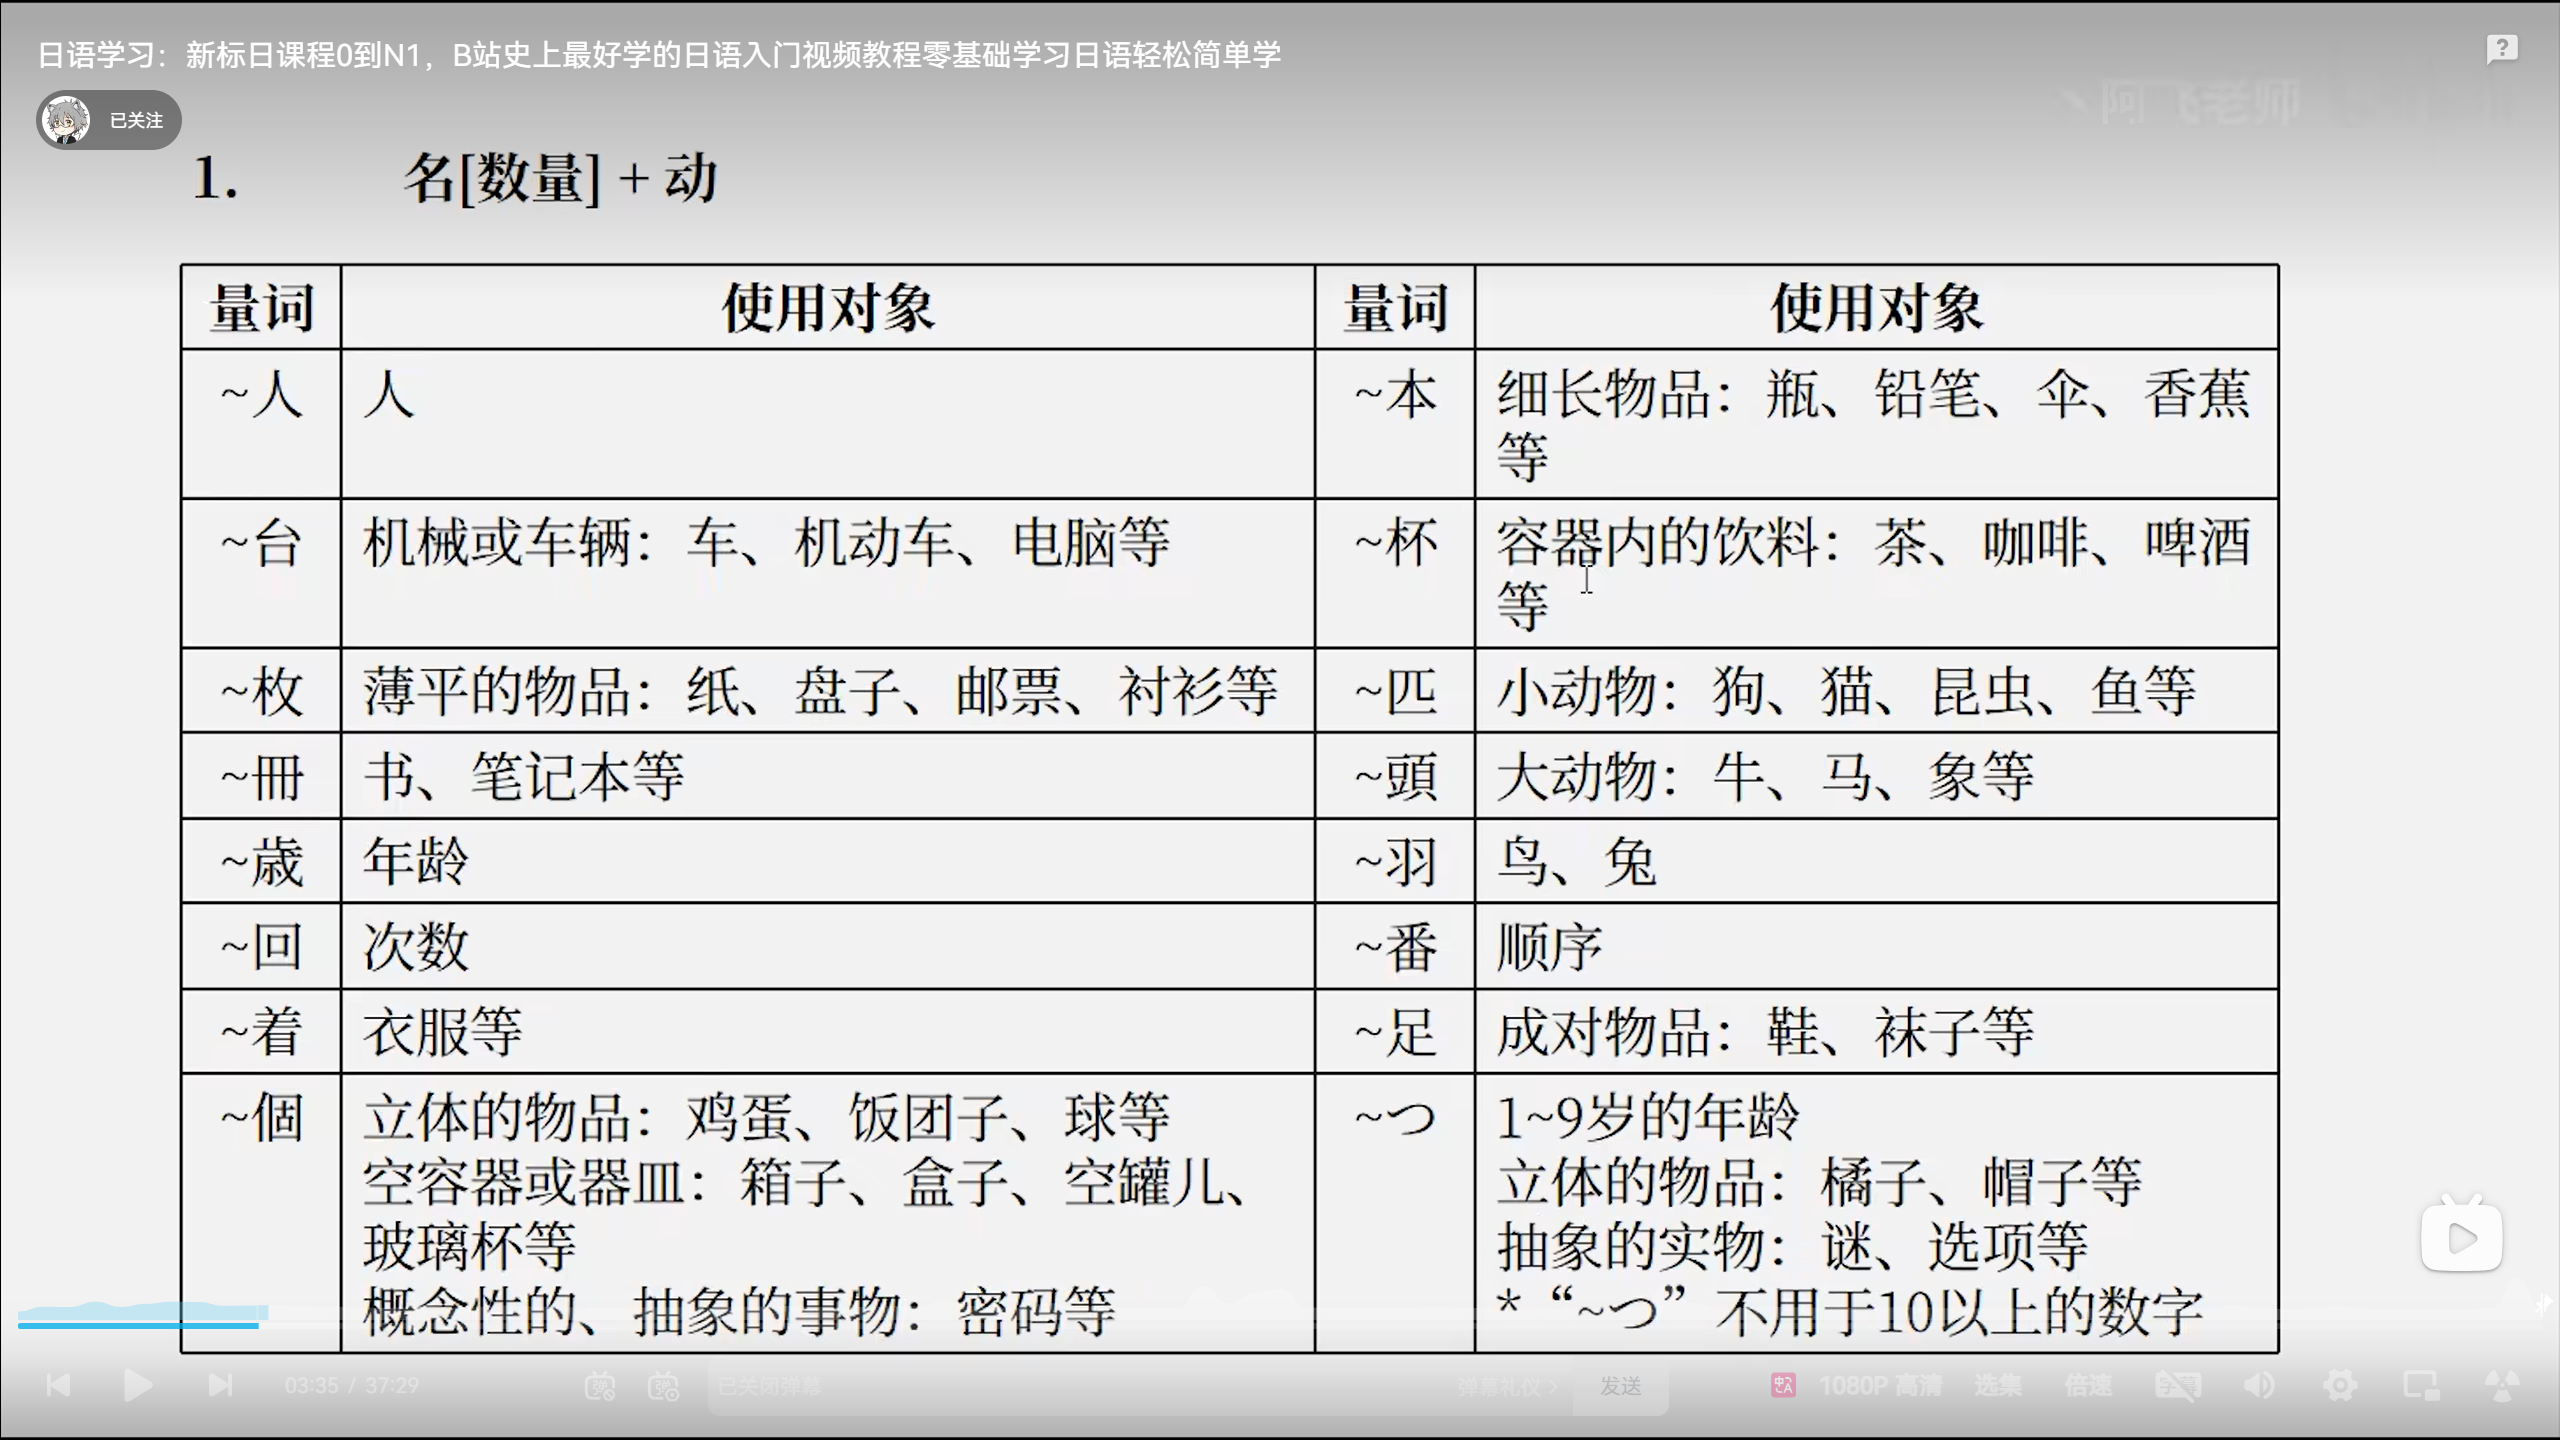 日语学习：新标日课程0到N1，B站史上最好学的日语入门视频教程零基础学习日语轻松简单学
阿飞老师
已关注
1. 名[数量] + 动
量词 使用对象 量词 使用对象
~人 人 ~本 细长物品：瓶、铅笔、伞、香蕉
等
~台 机械或车辆：车、机动车、电脑等 ~杯 容器内的饮料：茶、咖啡、啤酒
等
~枚 薄平的物品：纸、盘子、邮票、衬衫等 ~匹 小动物：狗、猫、昆虫、鱼等
~冊 书、笔记本等 ~頭 大动物：牛、马、象等
~歳 年龄 ~羽 鸟、兔
~回 次数 ~番 顺序
~着 衣服等 ~足 成对物品：鞋、袜子等
~個 立体的物品：鸡蛋、饭团子、球等 ~つ 1~9岁的年龄
空容器或器皿：箱子、盒子、空罐儿、 立体的物品：橘子、帽子等
玻璃杯等 抽象的实物：谜、选项等
概念性的、抽象的事物：密码等 *“~つ”不用于10以上的数字
03:35 / 37:29 已关闭弹幕 弹幕礼仪 > 发送 1080P 高清 选集 倍速 字幕